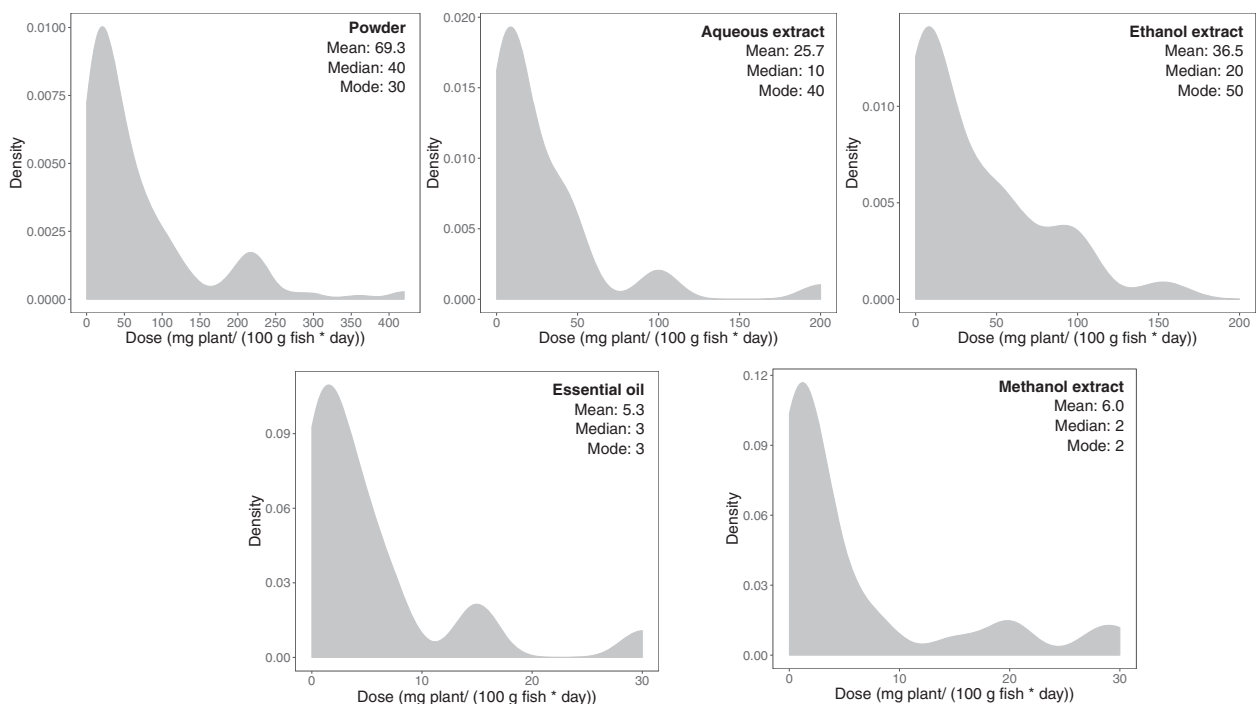 Powder
Mean: 69.3
Median: 40
Mode: 30
0.0100
0.0075
0.0050
0.0025
0.0000
Density
0 50 100 150 200 250 300 350 400
Dose (mg plant/ (100 g fish * day))
Aqueous extract
Mean: 25.7
Median: 10
Mode: 40
0.020
0.015
0.010
0.005
0.000
Density
0 50 100 150 200
Dose (mg plant/ (100 g fish * day))
Ethanol extract
Mean: 36.5
Median: 20
Mode: 50
0.010
0.005
0.000
Density
0 50 100 150 200
Dose (mg plant/ (100 g fish * day))
Essential oil
Mean: 5.3
Median: 3
Mode: 3
0.09
0.06
0.03
0.00
Density
0 10 20 30
Dose (mg plant/ (100 g fish * day))
Methanol extract
Mean: 6.0
Median: 2
Mode: 2
0.12
0.09
0.06
0.03
0.00
Density
0 10 20 30
Dose (mg plant/ (100 g fish * day))